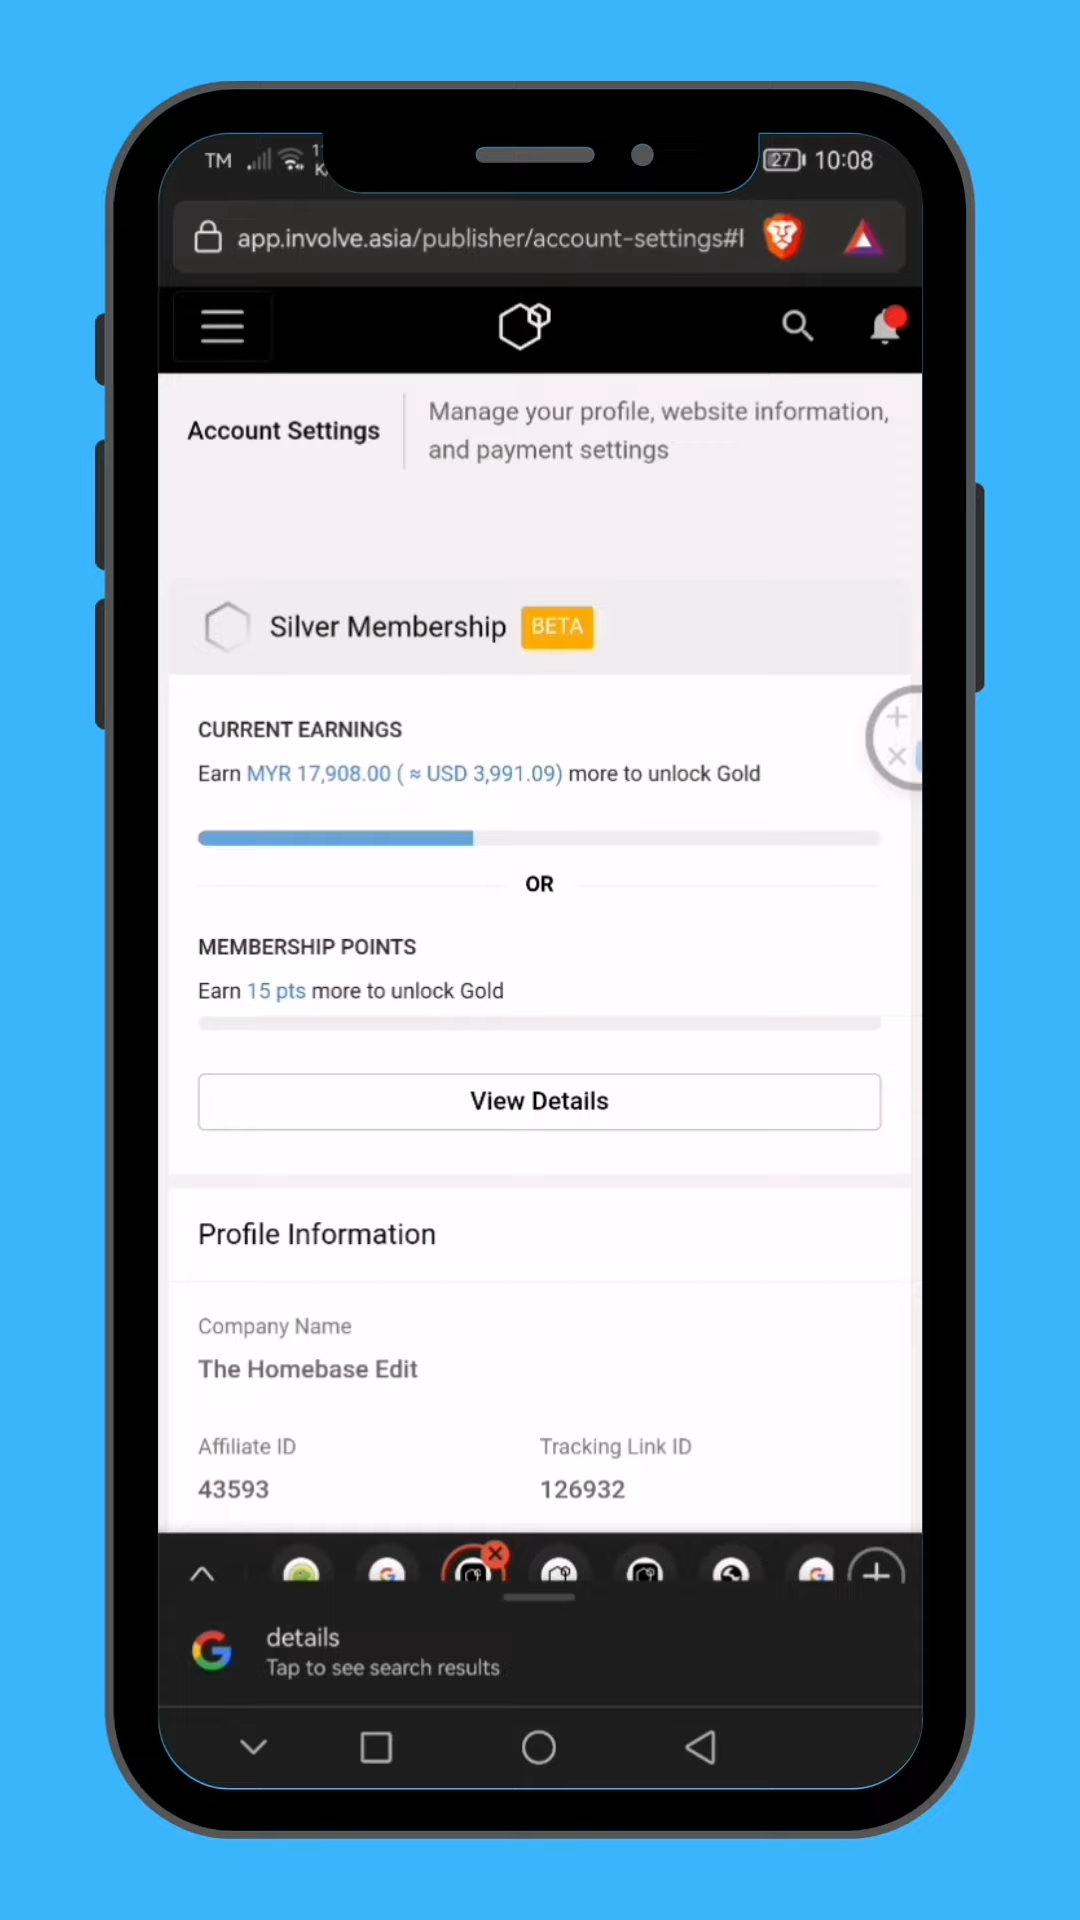 TM
27 10:08
app.involve.asia/publisher/account-settings#
Account Settings
Manage your profile, website information,
and payment settings
Silver Membership BETA
CURRENT EARNINGS
Earn MYR 17,908.00 ( ≈ USD 3,991.09) more to unlock Gold
OR
MEMBERSHIP POINTS
Earn 15 pts more to unlock Gold
View Details
Profile Information
Company Name
The Homebase Edit
Affiliate ID
Tracking Link ID
43593
126932
details
Tap to see search results